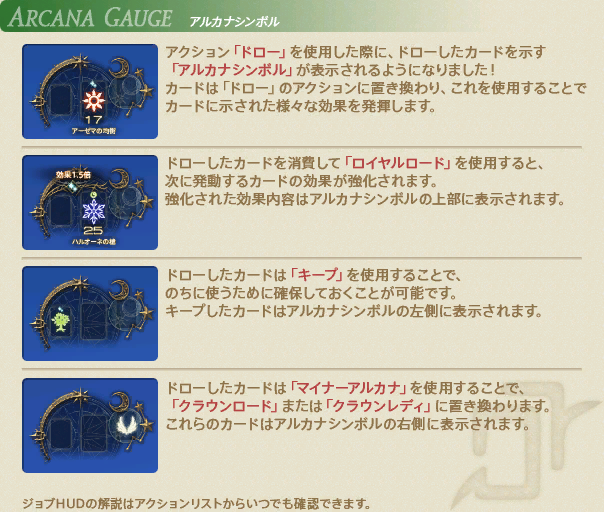 ARCANA GAUGE アルカナシンボル
アクション「ドロー」を使用した際に、ドローしたカードを示す
「アルカナシンボル」が表示されるようになりました！
カードは「ドロー」のアクションに置き換わり、これを使用することで
カードに示された様々な効果を発揮します。
17
アーゼマの均衡
ドローしたカードを消費して「ロイヤルロード」を使用すると、
次に発動するカードの効果が強化されます。
強化された効果内容はアルカナシンボルの上部に表示されます。
効果1.5倍
25
ハルオーネの槍
ドローしたカードは「キープ」を使用することで、
のちに使うために確保しておくことが可能です。
キープしたカードはアルカナシンボルの左側に表示されます。
ドローしたカードは「マイナーアルカナ」を使用することで、
「クラウンロード」または「クラウンレディ」に置き換わります。
これらのカードはアルカナシンボルの右側に表示されます。
ジョブHUDの解説はアクションリストからいつでも確認できます。